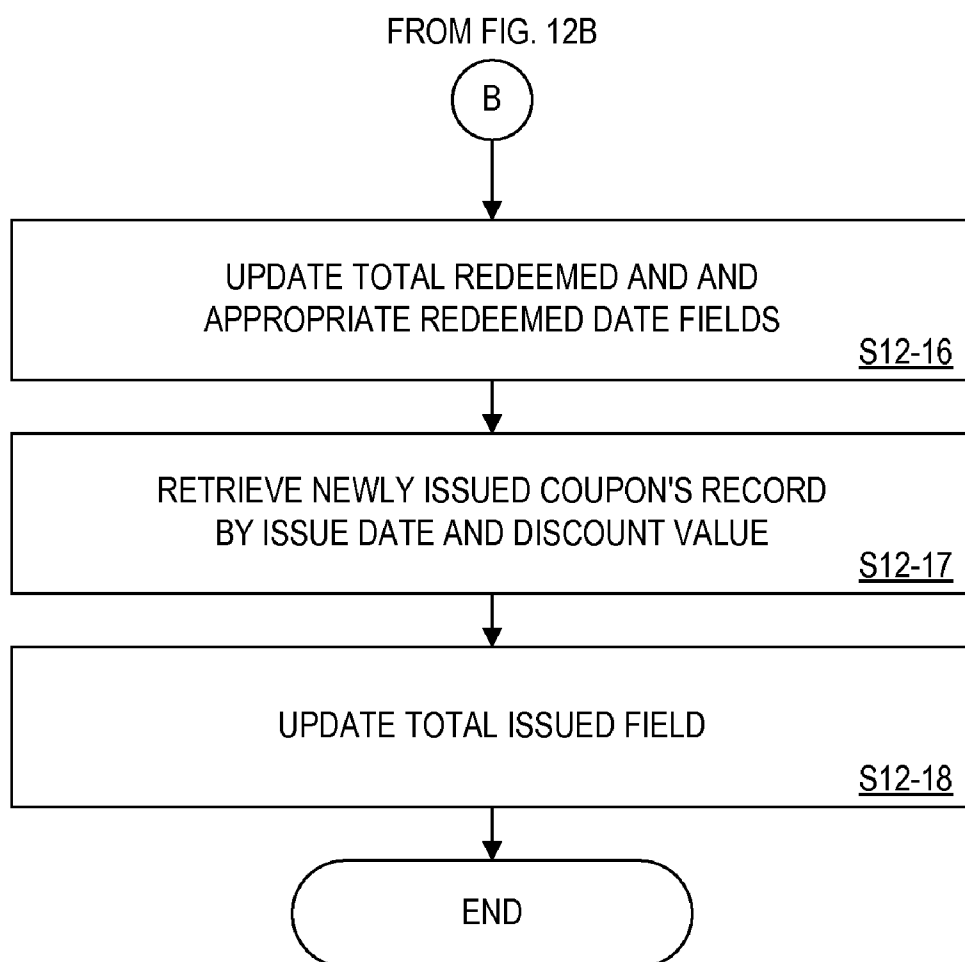 FROM FIG. 12B
B
UPDATE TOTAL REDEEMED AND AND
APPROPRIATE REDEEMED DATE FIELDS
S12-16
RETRIEVE NEWLY ISSUED COUPON'S RECORD
BY ISSUE DATE AND DISCOUNT VALUE
S12-17
UPDATE TOTAL ISSUED FIELD
S12-18
END